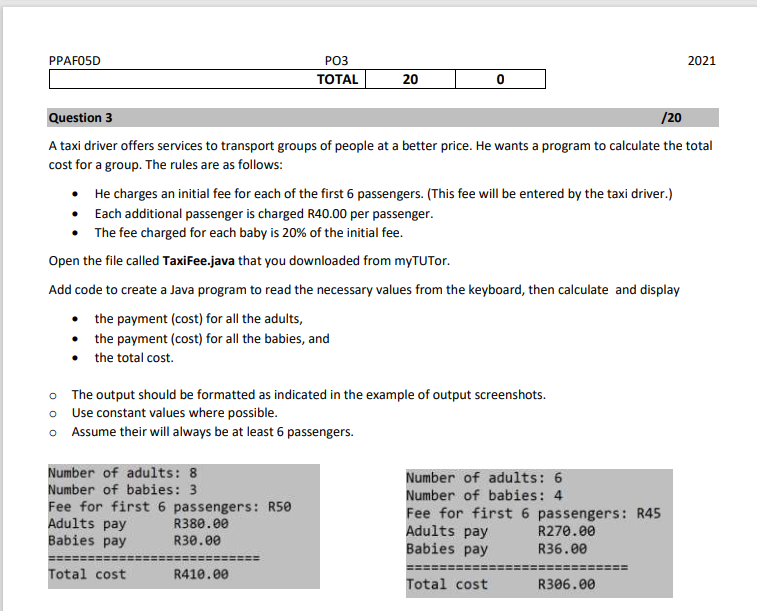 PPAF05D PO3 2021
TOTAL 20 0
Question 3 /20
A taxi driver offers services to transport groups of people at a better price. He wants a program to calculate the total
cost for a group. The rules are as follows:
• He charges an initial fee for each of the first 6 passengers. (This fee will be entered by the taxi driver.)
• Each additional passenger is charged R40.00 per passenger.
• The fee charged for each baby is 20% of the initial fee.
Open the file called TaxiFee.java that you downloaded from myTUTor.
Add code to create a Java program to read the necessary values from the keyboard, then calculate and display
• the payment (cost) for all the adults,
• the payment (cost) for all the babies, and
• the total cost.
o The output should be formatted as indicated in the example of output screenshots.
o Use constant values where possible.
o Assume their will always be at least 6 passengers.
Number of adults: 8
Number of babies: 3
Fee for first 6 passengers: R50
Adults pay R380.00
Babies pay R30.00
===========================
Total cost R410.00
Number of adults: 6
Number of babies: 4
Fee for first 6 passengers: R45
Adults pay R270.00
Babies pay R36.00
===========================
Total cost R306.00